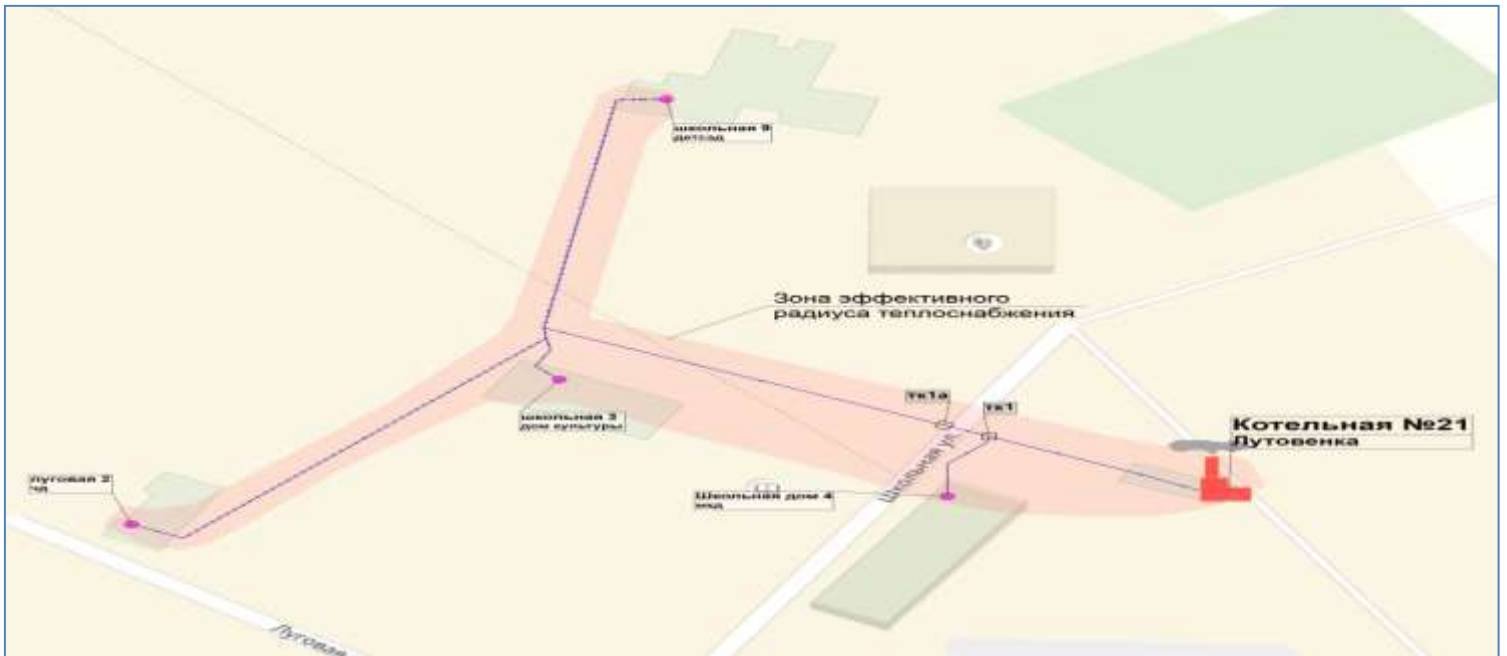 школьная 9
детсад
Зона эффективного
радиуса теплоснабжения
тк1а
тк1
Котельная №21
Лутовенка
школьная 3
дом культуры
Школьная ул
луговая 2
чд
Школьная дом 4
мкд
Луговая